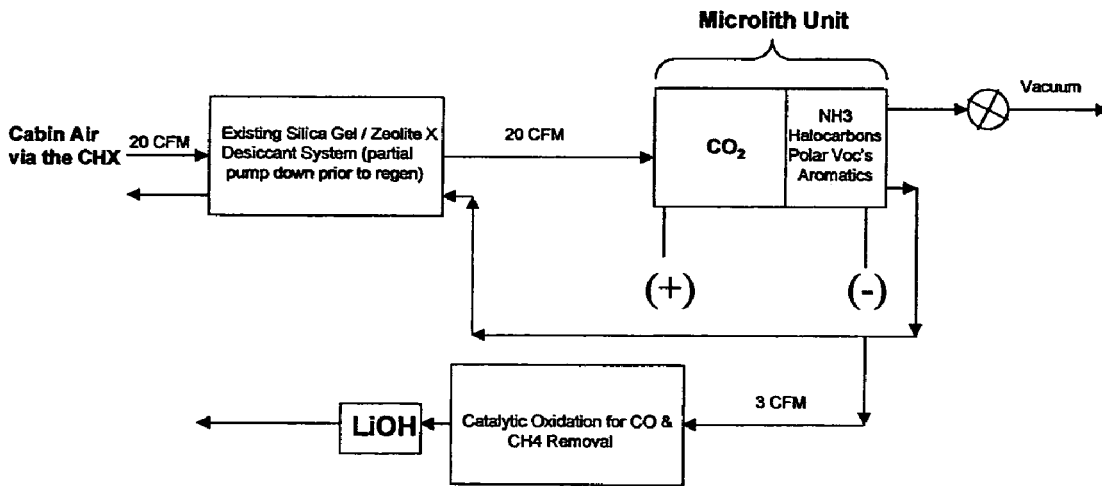 Microlith Unit
Vacuum
Cabin Air
via the CHX
20 CFM
Existing Silica Gel / Zeolite X
Desiccant System (partial
pump down prior to regen)
20 CFM
CO₂
NH3
Halocarbons
Polar Voc's
Aromatics
(+)
(-)
3 CFM
Catalytic Oxidation for CO &
CH4 Removal
LiOH